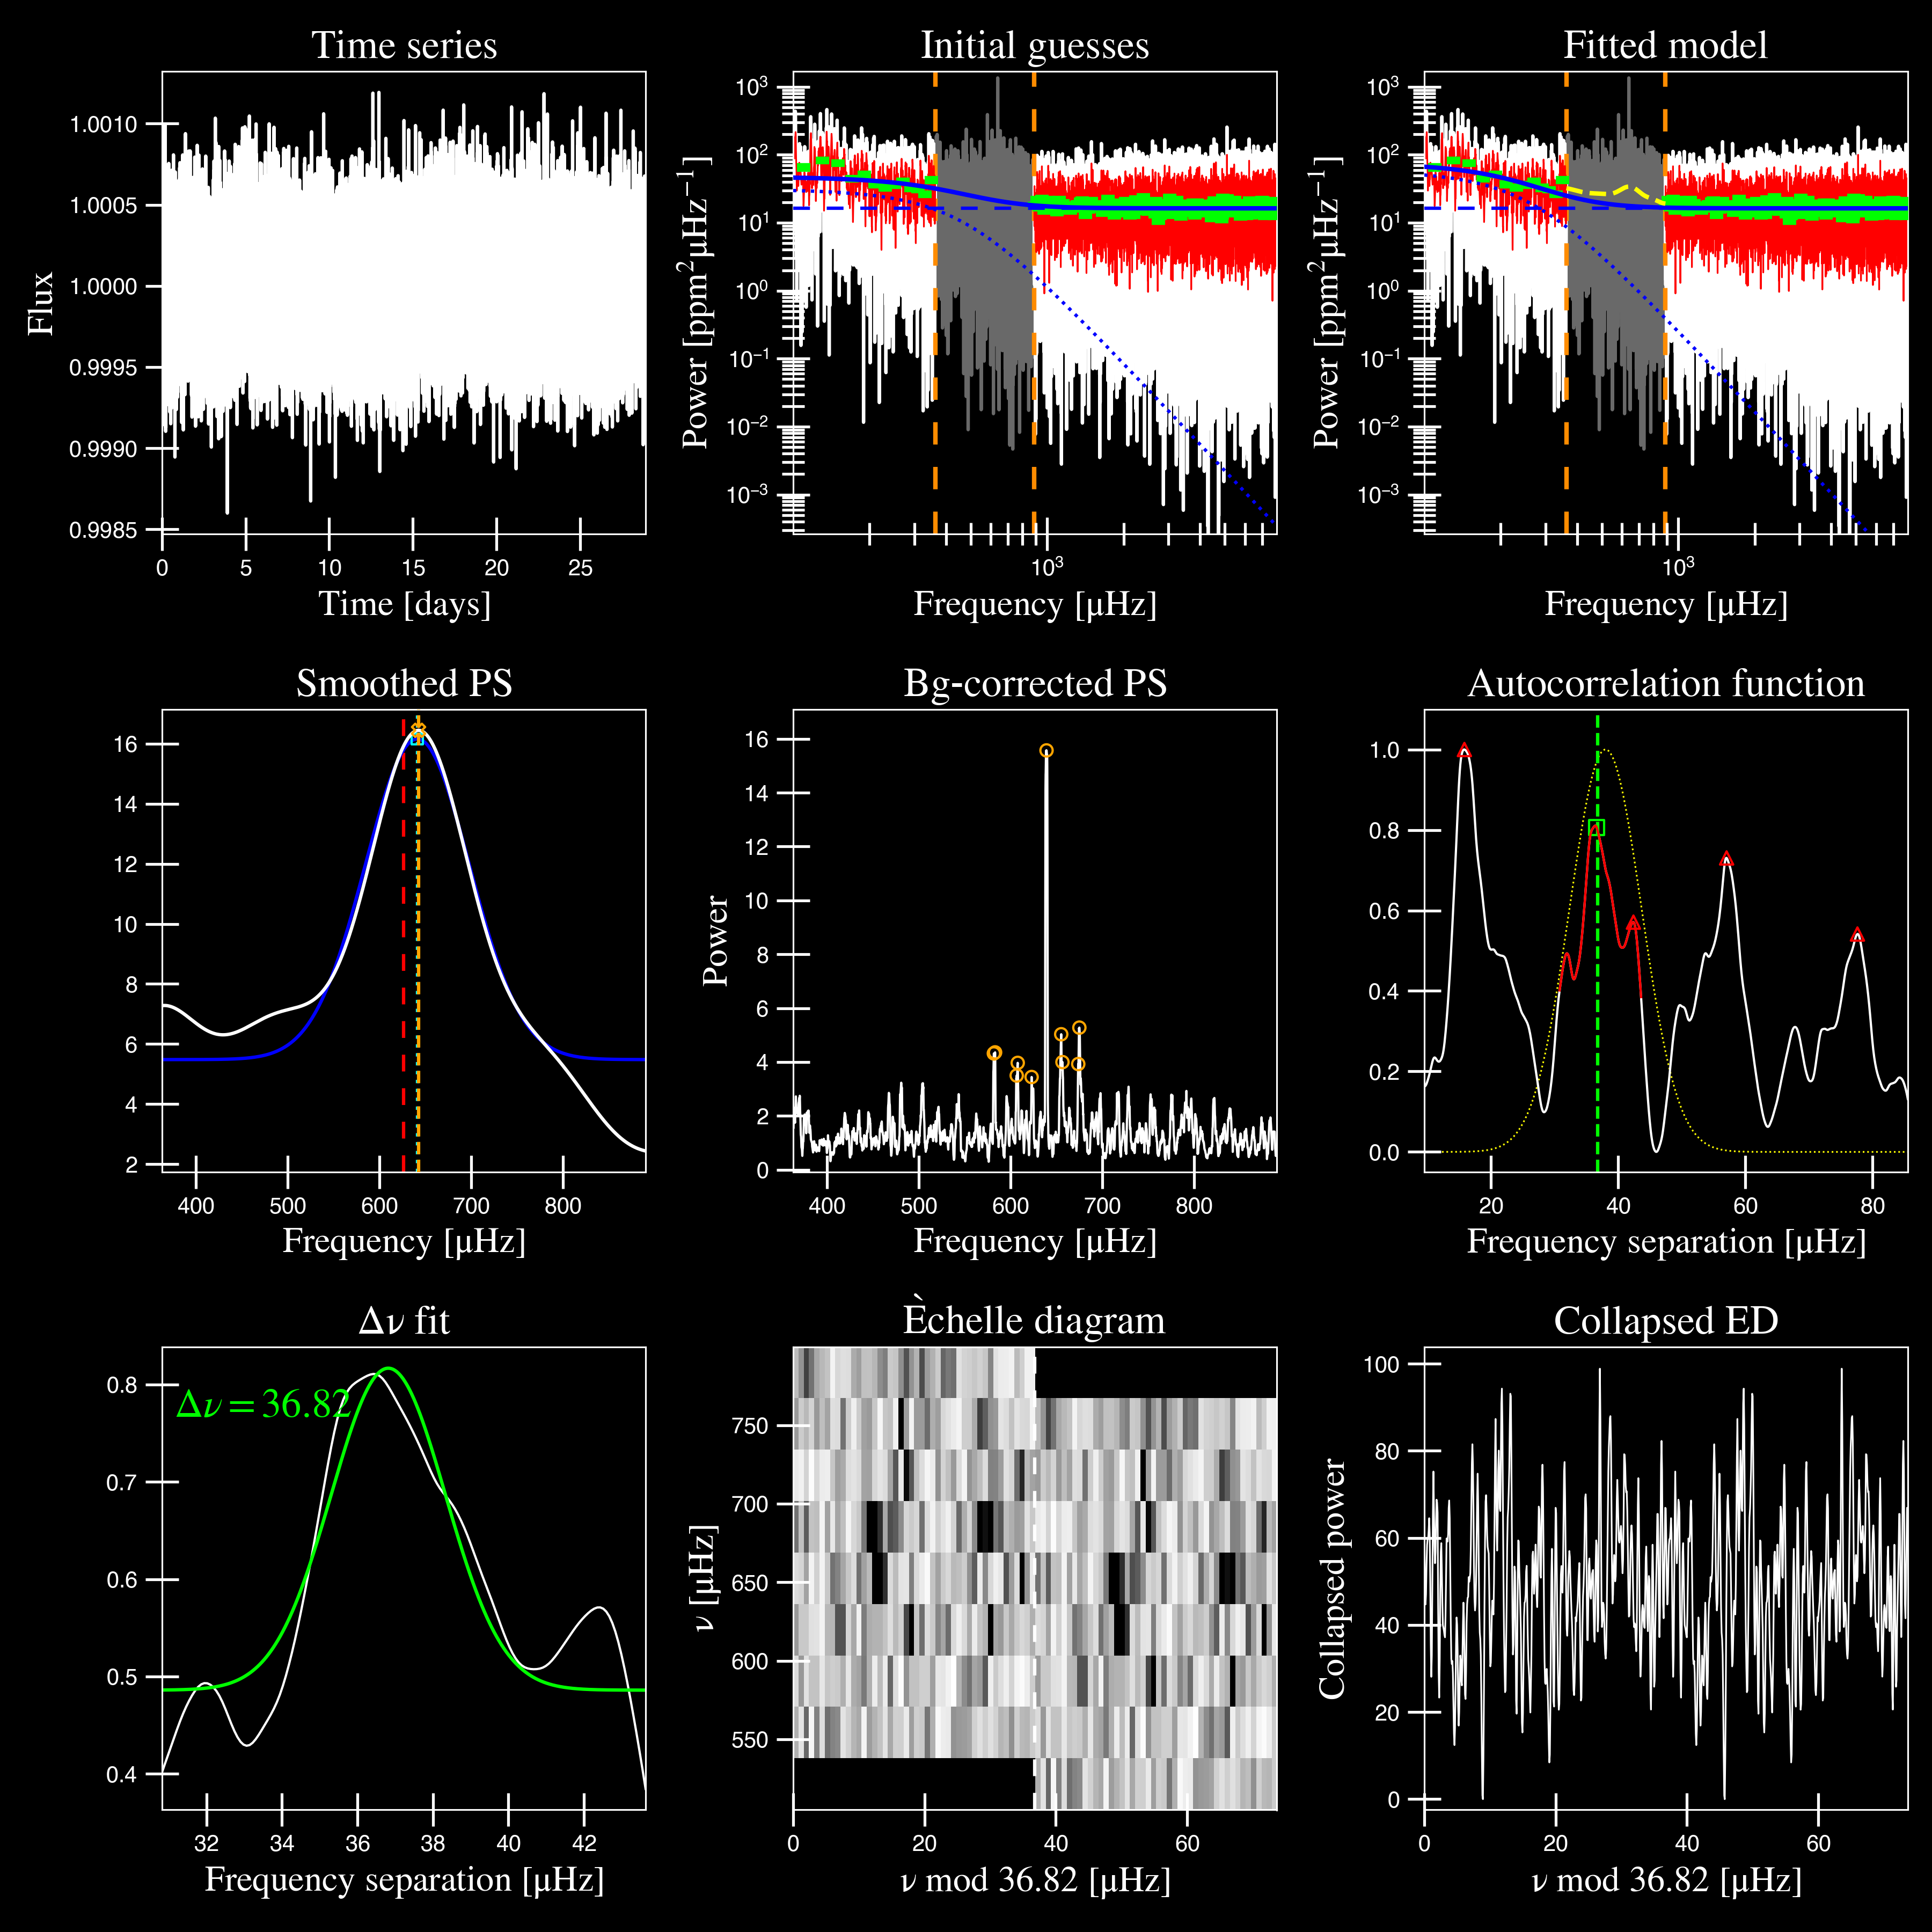 Time series
Flux
1.0010
1.0005
1.0000
0.9995
0.9990
0.9985
0 5 10 15 20 25
Time [days]
Initial guesses
Power [ppm²μHz⁻¹]
10³
10²
10¹
10⁰
10⁻¹
10⁻²
10⁻³
10³
Frequency [μHz]
Fitted model
Power [ppm²μHz⁻¹]
10³
10²
10¹
10⁰
10⁻¹
10⁻²
10⁻³
10³
Frequency [μHz]
Smoothed PS
16
14
12
10
8
6
4
2
400 500 600 700 800
Frequency [μHz]
Bg-corrected PS
Power
16
14
12
10
8
6
4
2
0
400 500 600 700 800
Frequency [μHz]
Autocorrelation function
1.0
0.8
0.6
0.4
0.2
0.0
20 40 60 80
Frequency separation [μHz]
Δν fit
Δν = 36.82
0.8
0.7
0.6
0.5
0.4
32 34 36 38 40 42
Frequency separation [μHz]
Èchelle diagram
ν [μHz]
750
700
650
600
550
0 20 40 60
ν mod 36.82 [μHz]
Collapsed ED
Collapsed power
100
80
60
40
20
0
0 20 40 60
ν mod 36.82 [μHz]